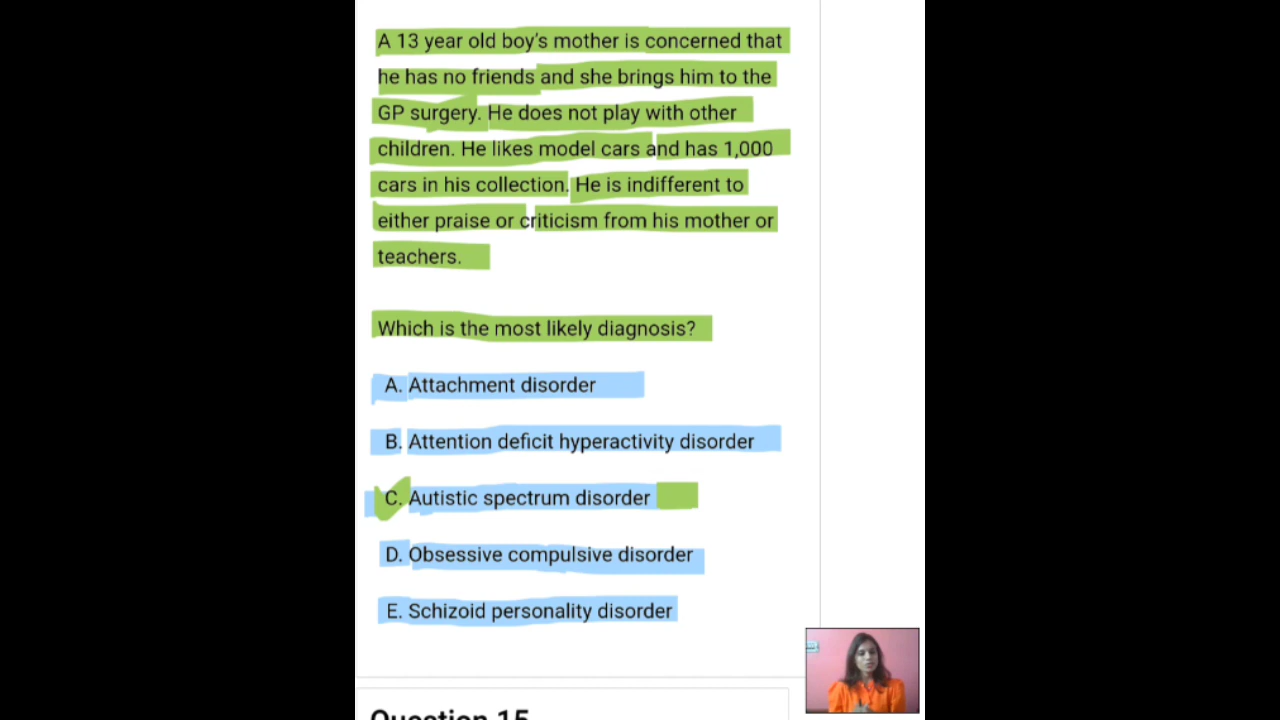 A 13 year old boy's mother is concerned that
he has no friends and she brings him to the
GP surgery. He does not play with other
children. He likes model cars and has 1,000
cars in his collection. He is indifferent to
either praise or criticism from his mother or
teachers.
Which is the most likely diagnosis?
A. Attachment disorder
B. Attention deficit hyperactivity disorder
C. Autistic spectrum disorder
D. Obsessive compulsive disorder
E. Schizoid personality disorder
Question 15